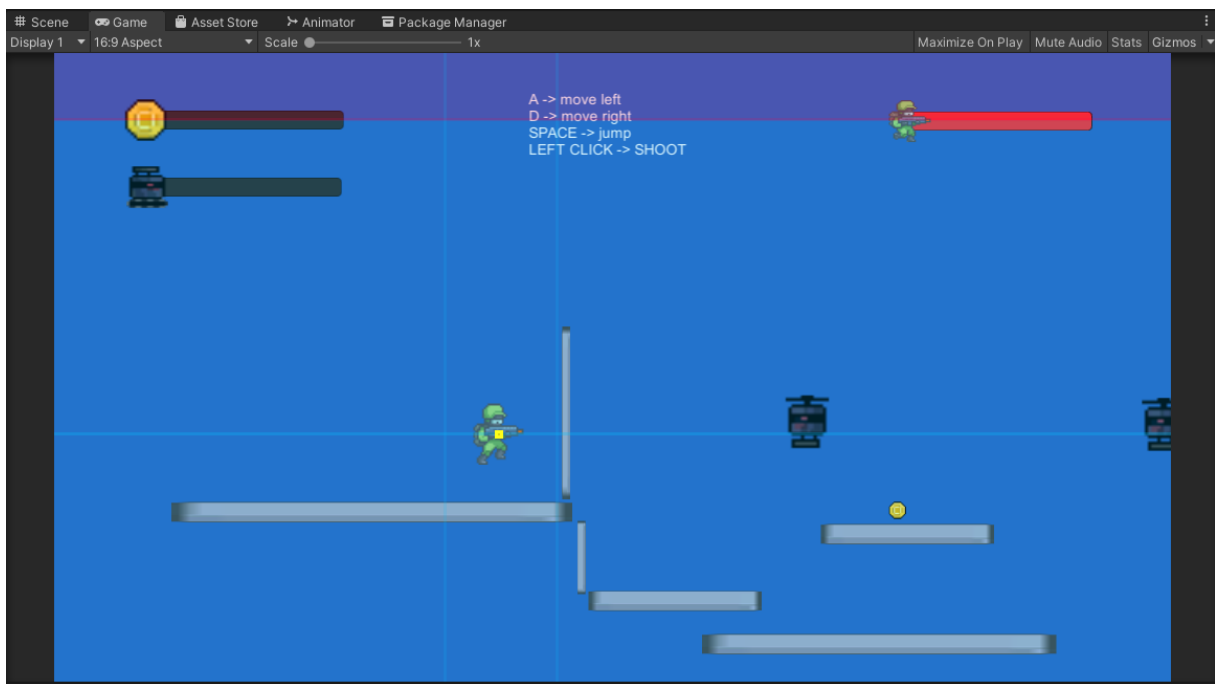 # Scene Game Asset Store Animator Package Manager
Display 1 16:9 Aspect Scale 1x Maximize On Play Mute Audio Stats Gizmos
A -> move left
D -> move right
SPACE -> jump
LEFT CLICK -> SHOOT